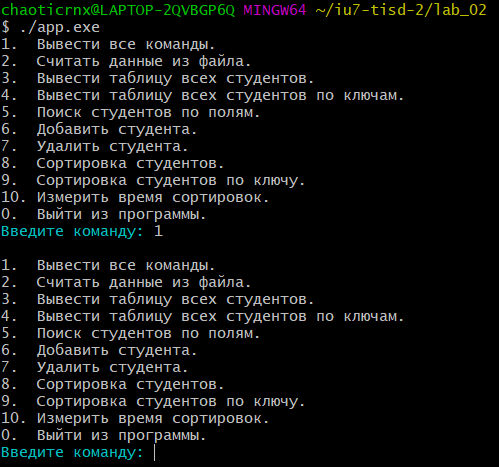 chaoticrnx@LAPTOP-2QVBGP6Q MINGW64 ~/iu7-tisd-2/lab_02
$ ./app.exe
1.  Вывести все команды.
2.  Считать данные из файла.
3.  Вывести таблицу всех студентов.
4.  Вывести таблицу всех студентов по ключам.
5.  Поиск студентов по полям.
6.  Добавить студента.
7.  Удалить студента.
8.  Сортировка студентов.
9.  Сортировка студентов по ключу.
10. Измерить время сортировок.
0.  Выйти из программы.
Введите команду: 1

1.  Вывести все команды.
2.  Считать данные из файла.
3.  Вывести таблицу всех студентов.
4.  Вывести таблицу всех студентов по ключам.
5.  Поиск студентов по полям.
6.  Добавить студента.
7.  Удалить студента.
8.  Сортировка студентов.
9.  Сортировка студентов по ключу.
10. Измерить время сортировок.
0.  Выйти из программы.
Введите команду: